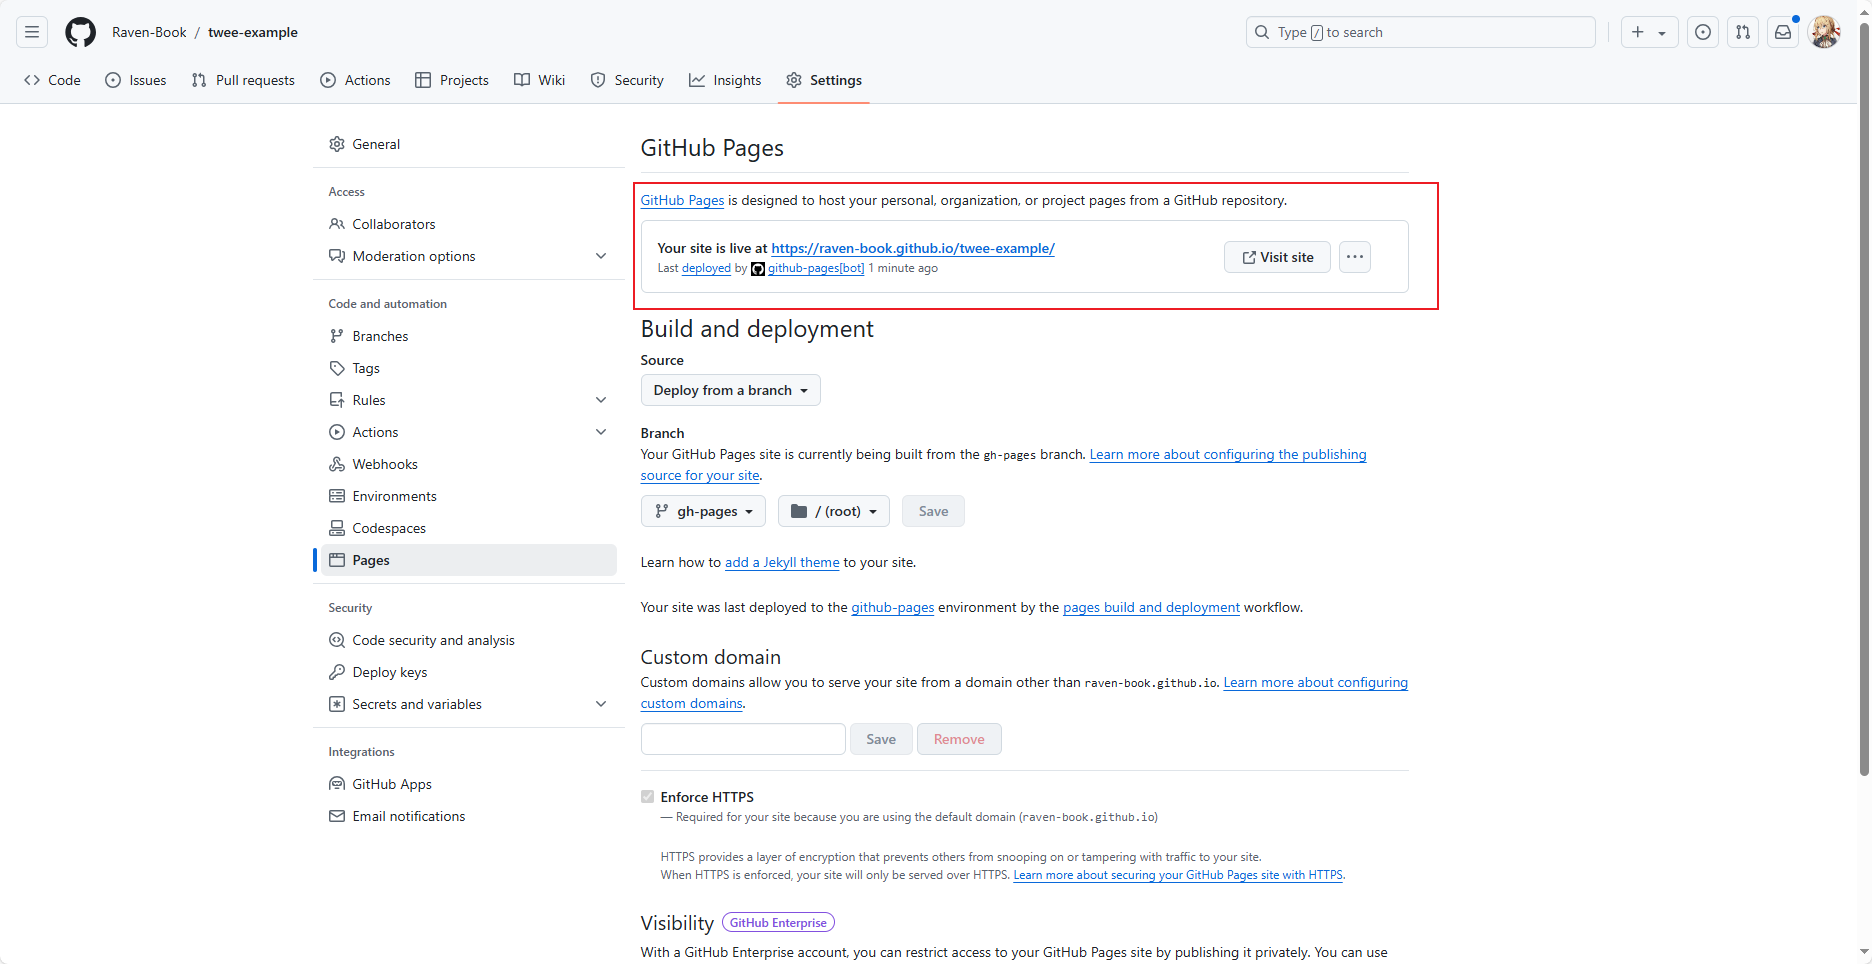 Raven-Book / twee-example
Type / to search
Code Issues Pull requests Actions Projects Wiki Security Insights Settings
General
Access
Collaborators
Moderation options
Code and automation
Branches
Tags
Rules
Actions
Webhooks
Environments
Codespaces
Pages
Security
Code security and analysis
Deploy keys
Secrets and variables
Integrations
GitHub Apps
Email notifications
GitHub Pages
GitHub Pages is designed to host your personal, organization, or project pages from a GitHub repository.
Your site is live at https://raven-book.github.io/twee-example/
Last deployed by github-pages[bot] 1 minute ago
Visit site
Build and deployment
Source
Deploy from a branch
Branch
Your GitHub Pages site is currently being built from the gh-pages branch. Learn more about configuring the publishing
source for your site.
gh-pages / (root) Save
Learn how to add a Jekyll theme to your site.
Your site was last deployed to the github-pages environment by the pages build and deployment workflow.
Custom domain
Custom domains allow you to serve your site from a domain other than raven-book.github.io. Learn more about configuring
custom domains.
Save Remove
Enforce HTTPS
— Required for your site because you are using the default domain (raven-book.github.io)
HTTPS provides a layer of encryption that prevents others from snooping on or tampering with traffic to your site.
When HTTPS is enforced, your site will only be served over HTTPS. Learn more about securing your GitHub Pages site with HTTPS.
Visibility GitHub Enterprise
With a GitHub Enterprise account, you can restrict access to your GitHub Pages site by publishing it privately. You can use